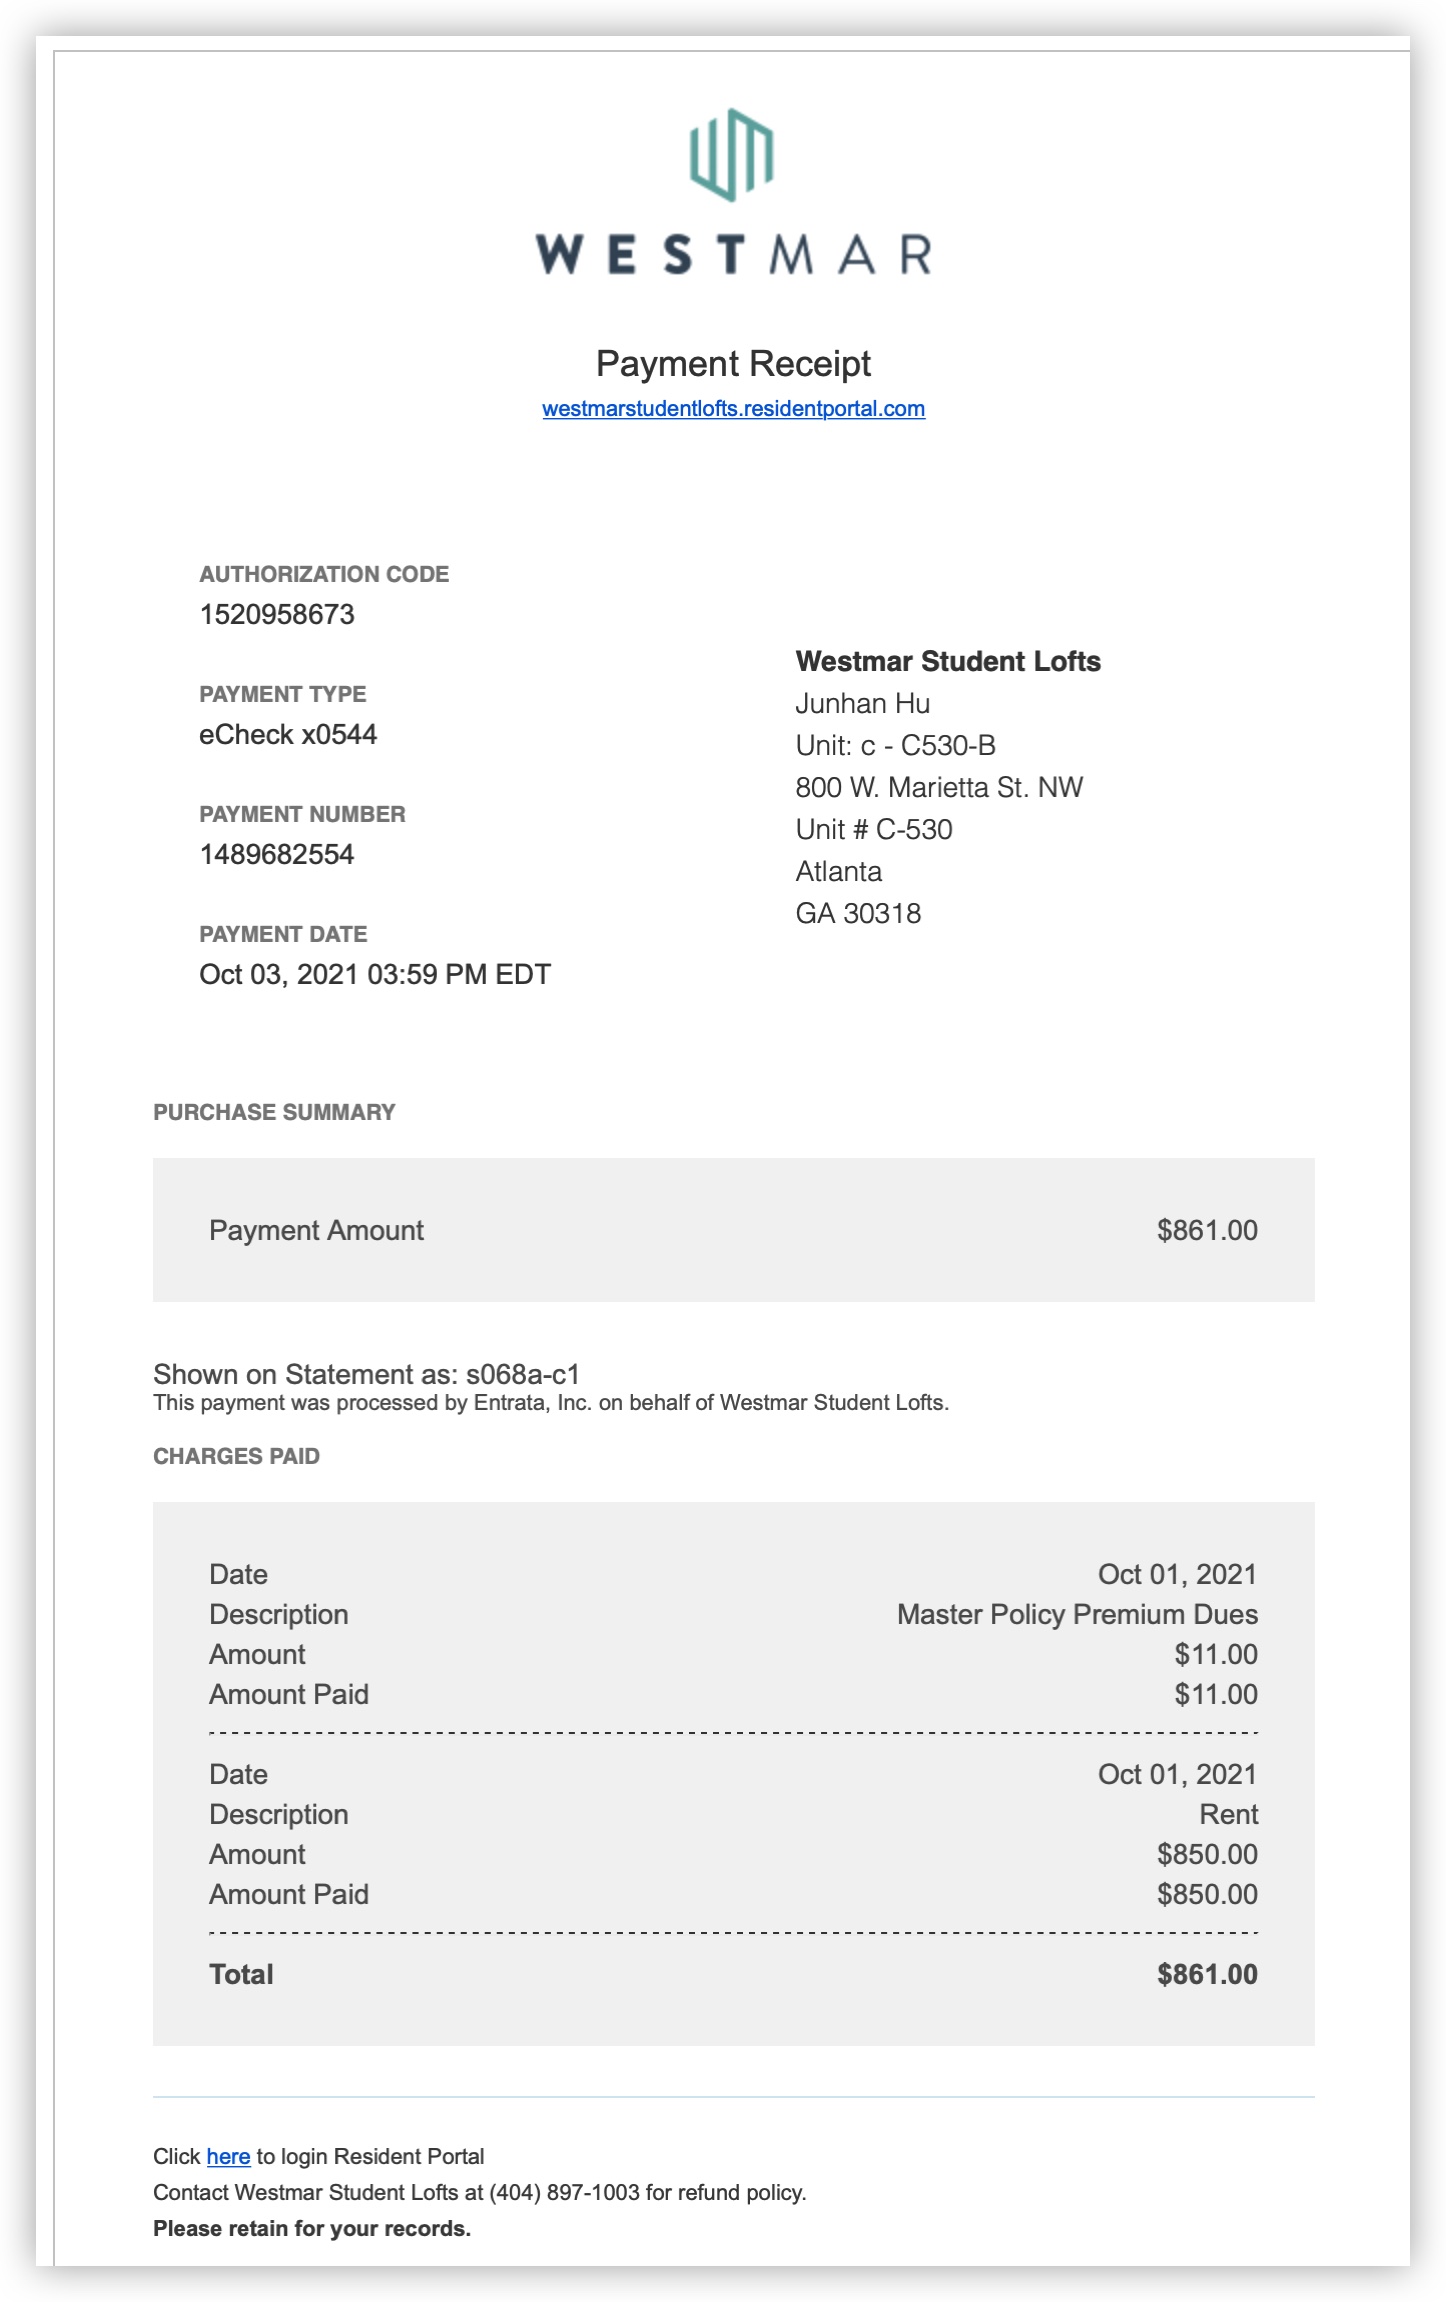 WESTMAR
Payment Receipt
westmarstudentlofts.residentportal.com
AUTHORIZATION CODE
1520958673
PAYMENT TYPE
eCheck x0544
PAYMENT NUMBER
1489682554
PAYMENT DATE
Oct 03, 2021 03:59 PM EDT
Westmar Student Lofts
Junhan Hu
Unit: c - C530-B
800 W. Marietta St. NW
Unit # C-530
Atlanta
GA 30318
PURCHASE SUMMARY
Payment Amount $861.00
Shown on Statement as: s068a-c1
This payment was processed by Entrata, Inc. on behalf of Westmar Student Lofts.
CHARGES PAID
Date Oct 01, 2021
Description Master Policy Premium Dues
Amount $11.00
Amount Paid $11.00
Date Oct 01, 2021
Description Rent
Amount $850.00
Amount Paid $850.00
Total $861.00
Click here to login Resident Portal
Contact Westmar Student Lofts at (404) 897-1003 for refund policy.
Please retain for your records.